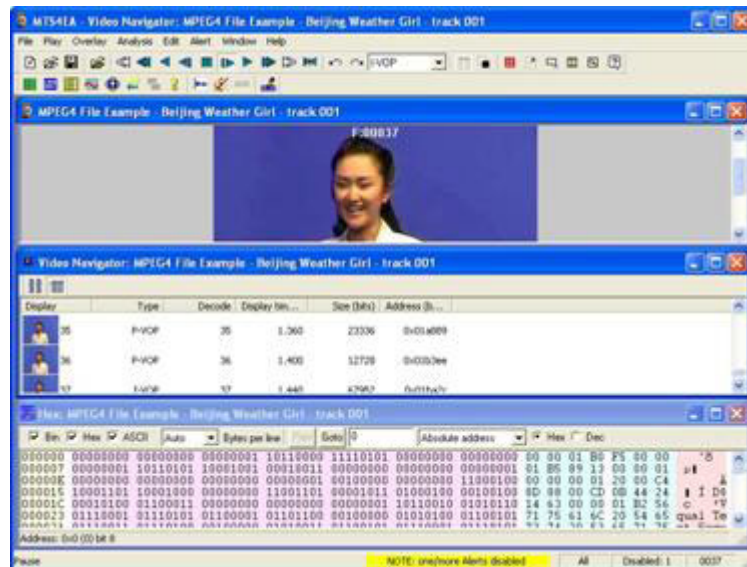 MTS4EA - Video Navigator: MPEG4 File Example - Beijing Weather Girl - track 001
File Play Overlay Analysis Edit Alert Window Help
I-VOP
MPEG4 File Example - Beijing Weather Girl - track 001
F:00037
Video Navigator: MPEG4 File Example - Beijing Weather Girl - track 001
Display Type Decode Display tim... Size (bits) Address (b...
35 P-VOP 35 1.360 23336
36 P-VOP 36 1.400 12728
37 P-VOP 37 1.440
Hex: MPEG4 File Example - Beijing Weather Girl - track 001
Bin Hex ASCII Auto Bytes per line Goto 0 Absolute address Hex Dec
000000 00000000 00000000 00000001 10110000 11110101 00000000 00000000 00 00 01 B0 F5 00 00
000007 00000001 10110101 10001001 00010011 00000000 00000000 00000001 01 B5 89 13 00 00 01
00000E 00000000 00000000 00000000 00000001 00100000 00000000 11000100 00 00 00 01 20 00 C4
000015 10001101 10001000 00000000 11001101 00001011 01000100 00100100 8D 88 00 CD 0B 44 24
00001C 00010100 01100011 00000000 00000000 00000001 10110010 01010110 14 63 00 00 01 B2 56
000023 01110001 01110101 01100001 01101100 00100000 01010100 01100101 71 75 61 6C 20 54 65 qual Te
Address: 0x0 (0) bit 8
Pause NOTE: one/more Alerts disabled All Disabled: 1 0037